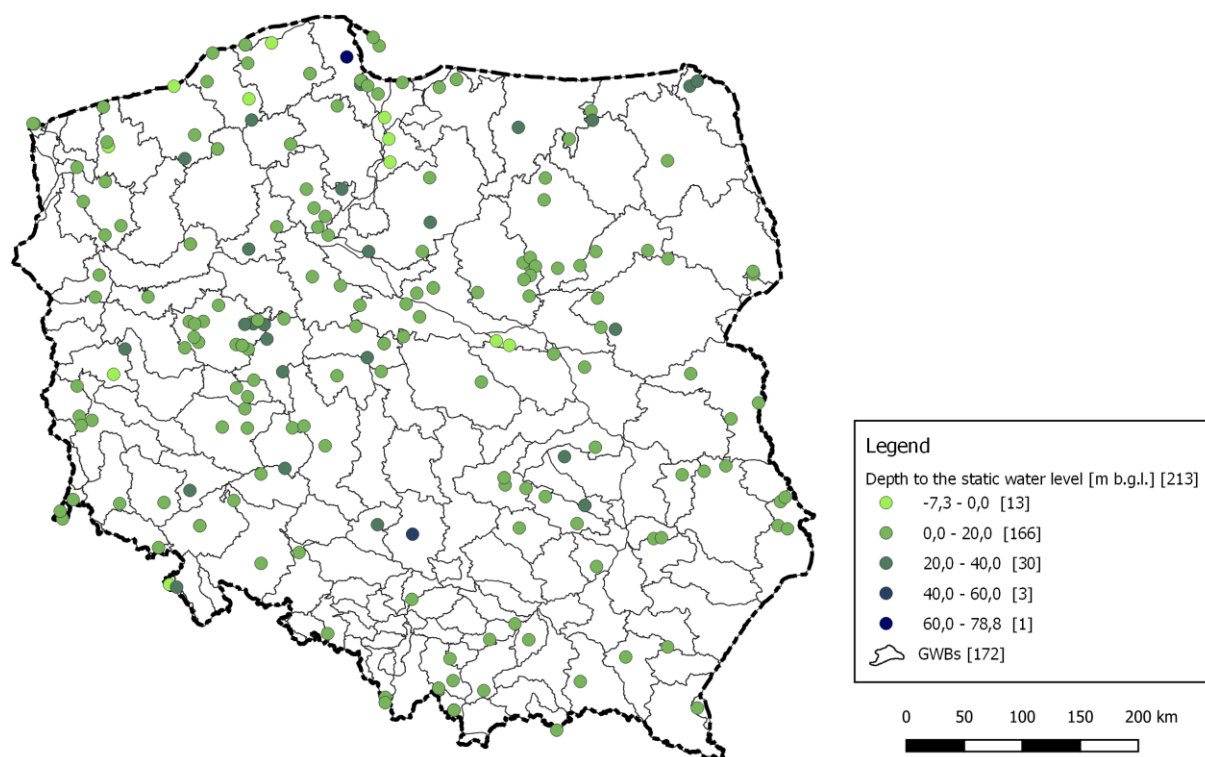 Legend
Depth to the static water level [m b.g.l.] [213]
-7,3 - 0,0 [13]
0,0 - 20,0 [166]
20,0 - 40,0 [30]
40,0 - 60,0 [3]
60,0 - 78,8 [1]
GWBs [172]
0 50 100 150 200 km